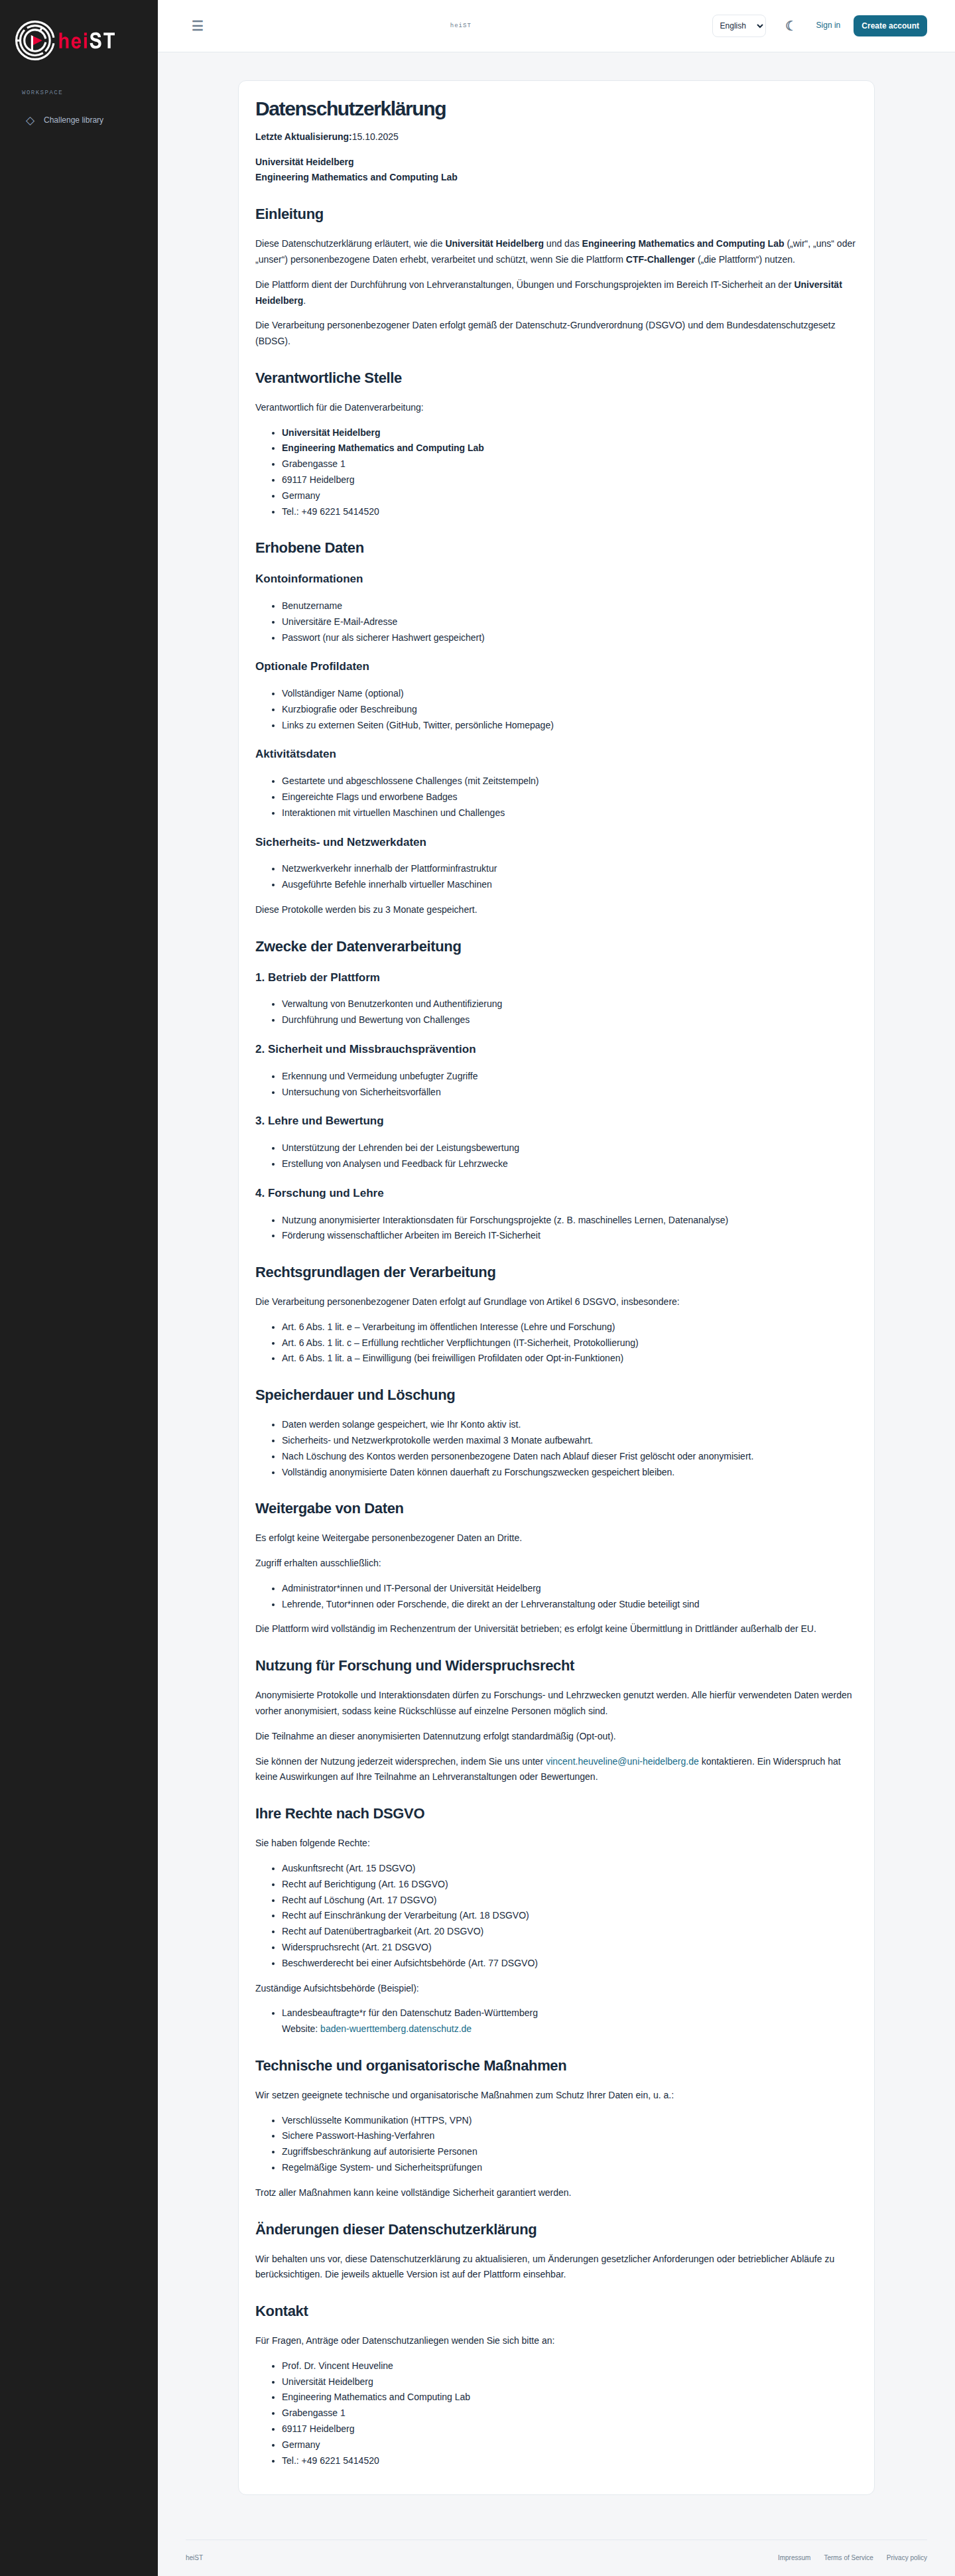 heiST
WORKSPACE
◇ Challenge library
☰
heiST
English
☾
Sign in
Create account
Datenschutzerklärung
Letzte Aktualisierung:15.10.2025
Universität Heidelberg
Engineering Mathematics and Computing Lab
Einleitung
Diese Datenschutzerklärung erläutert, wie die Universität Heidelberg und das Engineering Mathematics and Computing Lab („wir“, „uns“ oder
„unser“) personenbezogene Daten erhebt, verarbeitet und schützt, wenn Sie die Plattform CTF-Challenger („die Plattform“) nutzen.
Die Plattform dient der Durchführung von Lehrveranstaltungen, Übungen und Forschungsprojekten im Bereich IT-Sicherheit an der Universität
Heidelberg.
Die Verarbeitung personenbezogener Daten erfolgt gemäß der Datenschutz-Grundverordnung (DSGVO) und dem Bundesdatenschutzgesetz
(BDSG).
Verantwortliche Stelle
Verantwortlich für die Datenverarbeitung:
• Universität Heidelberg
• Engineering Mathematics and Computing Lab
• Grabengasse 1
• 69117 Heidelberg
• Germany
• Tel.: +49 6221 5414520
Erhobene Daten
Kontoinformationen
• Benutzername
• Universitäre E-Mail-Adresse
• Passwort (nur als sicherer Hashwert gespeichert)
Optionale Profildaten
• Vollständiger Name (optional)
• Kurzbiografie oder Beschreibung
• Links zu externen Seiten (GitHub, Twitter, persönliche Homepage)
Aktivitätsdaten
• Gestartete und abgeschlossene Challenges (mit Zeitstempeln)
• Eingereichte Flags und erworbene Badges
• Interaktionen mit virtuellen Maschinen und Challenges
Sicherheits- und Netzwerkdaten
• Netzwerkverkehr innerhalb der Plattforminfrastruktur
• Ausgeführte Befehle innerhalb virtueller Maschinen
Diese Protokolle werden bis zu 3 Monate gespeichert.
Zwecke der Datenverarbeitung
1. Betrieb der Plattform
• Verwaltung von Benutzerkonten und Authentifizierung
• Durchführung und Bewertung von Challenges
2. Sicherheit und Missbrauchsprävention
• Erkennung und Vermeidung unbefugter Zugriffe
• Untersuchung von Sicherheitsvorfällen
3. Lehre und Bewertung
• Unterstützung der Lehrenden bei der Leistungsbewertung
• Erstellung von Analysen und Feedback für Lehrzwecke
4. Forschung und Lehre
• Nutzung anonymisierter Interaktionsdaten für Forschungsprojekte (z. B. maschinelles Lernen, Datenanalyse)
• Förderung wissenschaftlicher Arbeiten im Bereich IT-Sicherheit
Rechtsgrundlagen der Verarbeitung
Die Verarbeitung personenbezogener Daten erfolgt auf Grundlage von Artikel 6 DSGVO, insbesondere:
• Art. 6 Abs. 1 lit. e – Verarbeitung im öffentlichen Interesse (Lehre und Forschung)
• Art. 6 Abs. 1 lit. c – Erfüllung rechtlicher Verpflichtungen (IT-Sicherheit, Protokollierung)
• Art. 6 Abs. 1 lit. a – Einwilligung (bei freiwilligen Profildaten oder Opt-in-Funktionen)
Speicherdauer und Löschung
• Daten werden solange gespeichert, wie Ihr Konto aktiv ist.
• Sicherheits- und Netzwerkprotokolle werden maximal 3 Monate aufbewahrt.
• Nach Löschung des Kontos werden personenbezogene Daten nach Ablauf dieser Frist gelöscht oder anonymisiert.
• Vollständig anonymisierte Daten können dauerhaft zu Forschungszwecken gespeichert bleiben.
Weitergabe von Daten
Es erfolgt keine Weitergabe personenbezogener Daten an Dritte.
Zugriff erhalten ausschließlich:
• Administrator*innen und IT-Personal der Universität Heidelberg
• Lehrende, Tutor*innen oder Forschende, die direkt an der Lehrveranstaltung oder Studie beteiligt sind
Die Plattform wird vollständig im Rechenzentrum der Universität betrieben; es erfolgt keine Übermittlung in Drittländer außerhalb der EU.
Nutzung für Forschung und Widerspruchsrecht
Anonymisierte Protokolle und Interaktionsdaten dürfen zu Forschungs- und Lehrzwecken genutzt werden. Alle hierfür verwendeten Daten werden
vorher anonymisiert, sodass keine Rückschlüsse auf einzelne Personen möglich sind.
Die Teilnahme an dieser anonymisierten Datennutzung erfolgt standardmäßig (Opt-out).
Sie können der Nutzung jederzeit widersprechen, indem Sie uns unter vincent.heuveline@uni-heidelberg.de kontaktieren. Ein Widerspruch hat
keine Auswirkungen auf Ihre Teilnahme an Lehrveranstaltungen oder Bewertungen.
Ihre Rechte nach DSGVO
Sie haben folgende Rechte:
• Auskunftsrecht (Art. 15 DSGVO)
• Recht auf Berichtigung (Art. 16 DSGVO)
• Recht auf Löschung (Art. 17 DSGVO)
• Recht auf Einschränkung der Verarbeitung (Art. 18 DSGVO)
• Recht auf Datenübertragbarkeit (Art. 20 DSGVO)
• Widerspruchsrecht (Art. 21 DSGVO)
• Beschwerderecht bei einer Aufsichtsbehörde (Art. 77 DSGVO)
Zuständige Aufsichtsbehörde (Beispiel):
• Landesbeauftragte*r für den Datenschutz Baden-Württemberg
Website: baden-wuerttemberg.datenschutz.de
Technische und organisatorische Maßnahmen
Wir setzen geeignete technische und organisatorische Maßnahmen zum Schutz Ihrer Daten ein, u. a.:
• Verschlüsselte Kommunikation (HTTPS, VPN)
• Sichere Passwort-Hashing-Verfahren
• Zugriffsbeschränkung auf autorisierte Personen
• Regelmäßige System- und Sicherheitsprüfungen
Trotz aller Maßnahmen kann keine vollständige Sicherheit garantiert werden.
Änderungen dieser Datenschutzerklärung
Wir behalten uns vor, diese Datenschutzerklärung zu aktualisieren, um Änderungen gesetzlicher Anforderungen oder betrieblicher Abläufe zu
berücksichtigen. Die jeweils aktuelle Version ist auf der Plattform einsehbar.
Kontakt
Für Fragen, Anträge oder Datenschutzanliegen wenden Sie sich bitte an:
• Prof. Dr. Vincent Heuveline
• Universität Heidelberg
• Engineering Mathematics and Computing Lab
• Grabengasse 1
• 69117 Heidelberg
• Germany
• Tel.: +49 6221 5414520
heiST
Impressum
Terms of Service
Privacy policy